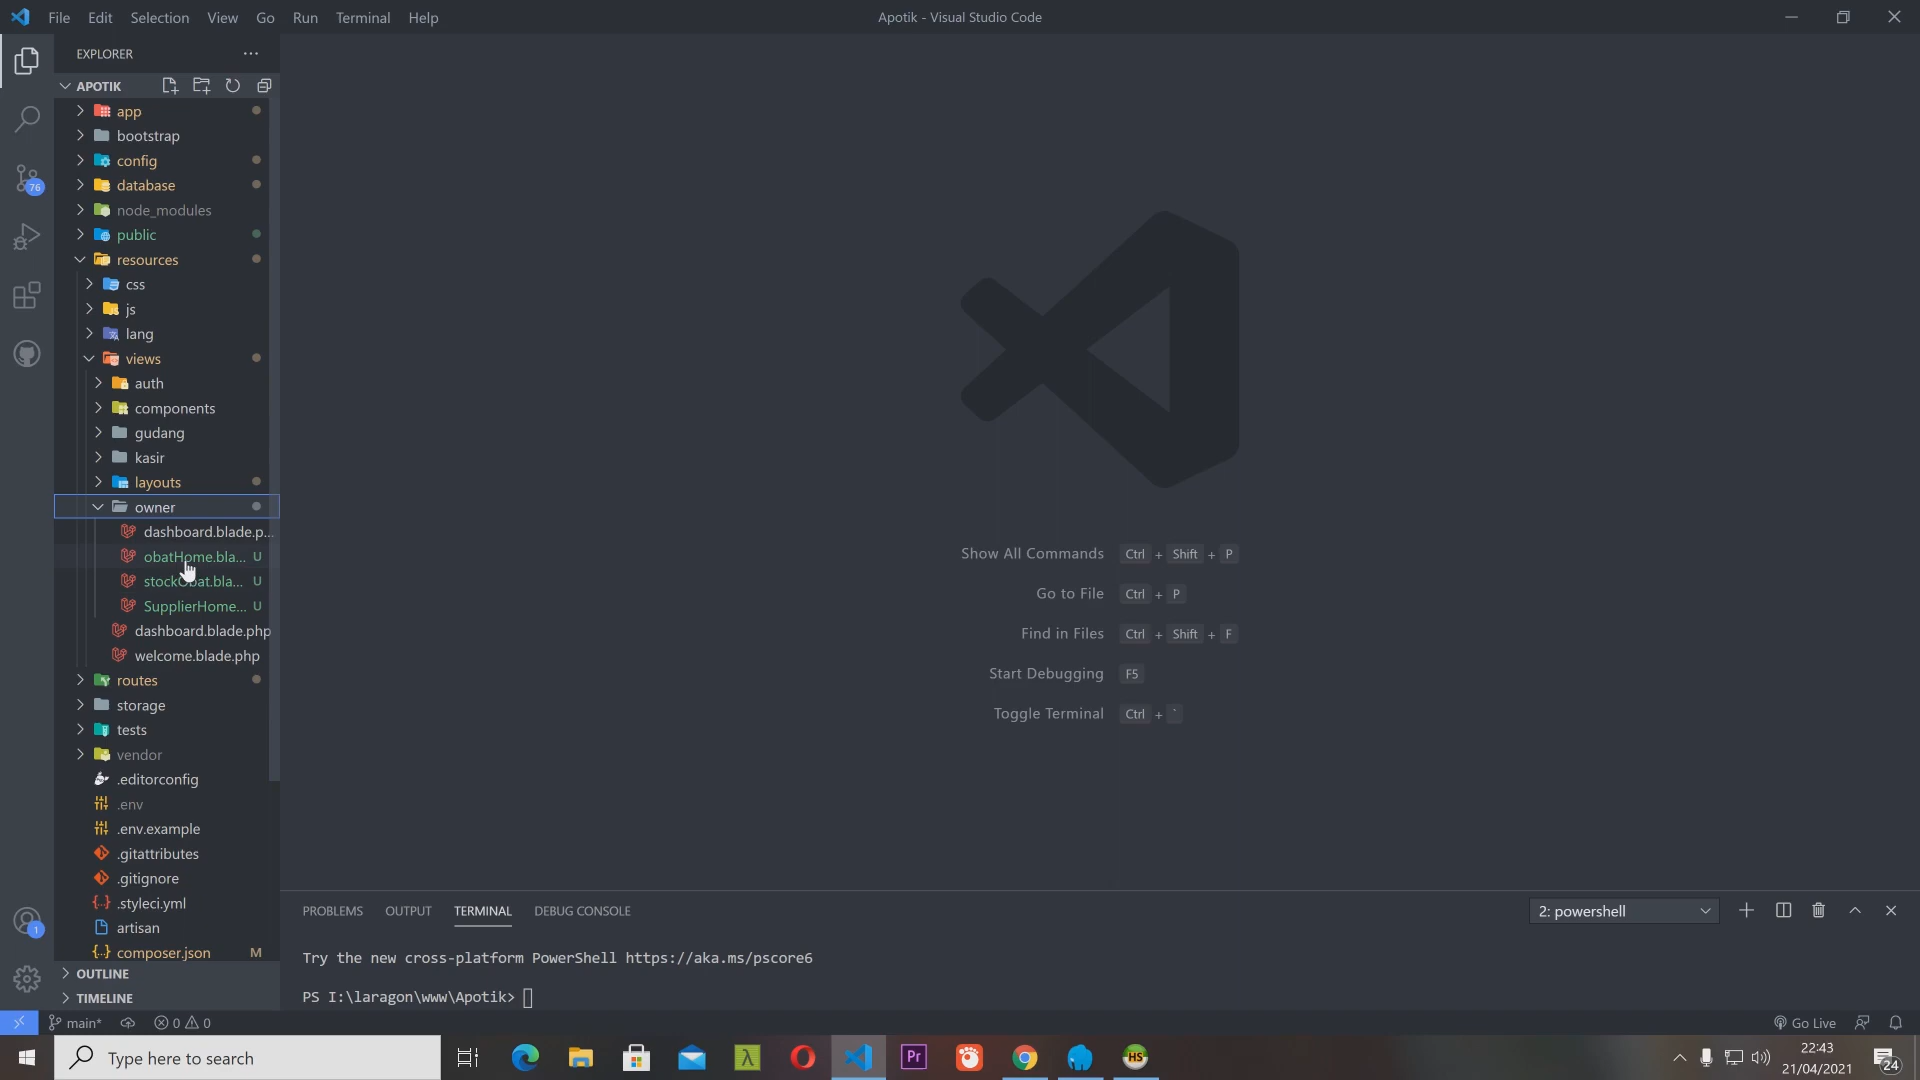 File Edit Selection View Go Run Terminal Help
Apotik - Visual Studio Code
EXPLORER
APOTIK
app
bootstrap
config
database
node_modules
public
resources
css
js
lang
views
auth
components
gudang
kasir
layouts
owner
dashboard.blade.p...
obatHome.bla... U
stockObat.bla... U
SupplierHome... U
dashboard.blade.php
welcome.blade.php
routes
storage
tests
vendor
.editorconfig
.env
.env.example
.gitattributes
.gitignore
.styleci.yml
artisan
composer.json M
OUTLINE
TIMELINE
76
1
Show All Commands Ctrl + Shift + P
Go to File Ctrl + P
Find in Files Ctrl + Shift + F
Start Debugging F5
Toggle Terminal Ctrl + `
PROBLEMS OUTPUT TERMINAL DEBUG CONSOLE
2: powershell
Try the new cross-platform PowerShell https://aka.ms/pscore6
PS I:\laragon\www\Apotik>
main* 0 0
Go Live
Type here to search
Pr
HS
22:43
21/04/2021
24